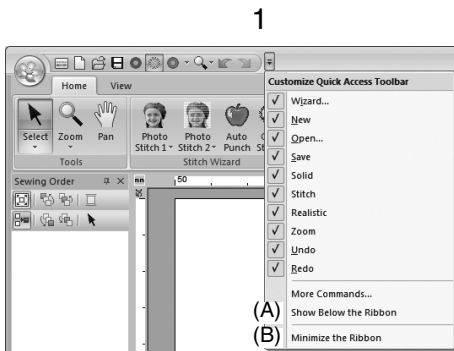 1
Home View
Customize Quick Access Toolbar
Wizard...
New
Open...
Save
Solid
Stitch
Realistic
Zoom
Undo
Redo
More Commands...
(A) Show Below the Ribbon
(B) Minimize the Ribbon
Select Zoom Pan
Photo Photo Auto
Stitch 1 Stitch 2 Punch
Tools Stitch Wizard
Sewing Order
50